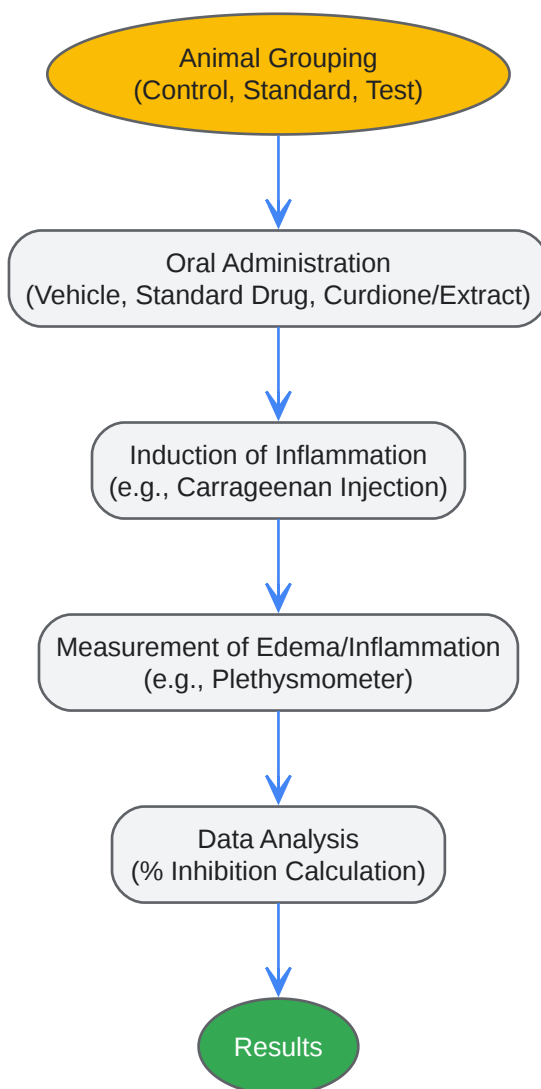 Animal Grouping
(Control, Standard, Test)
Oral Administration
(Vehicle, Standard Drug, Curdione/Extract)
Induction of Inflammation
(e.g., Carrageenan Injection)
Measurement of Edema/Inflammation
(e.g., Plethysmometer)
Data Analysis
(% Inhibition Calculation)
Results